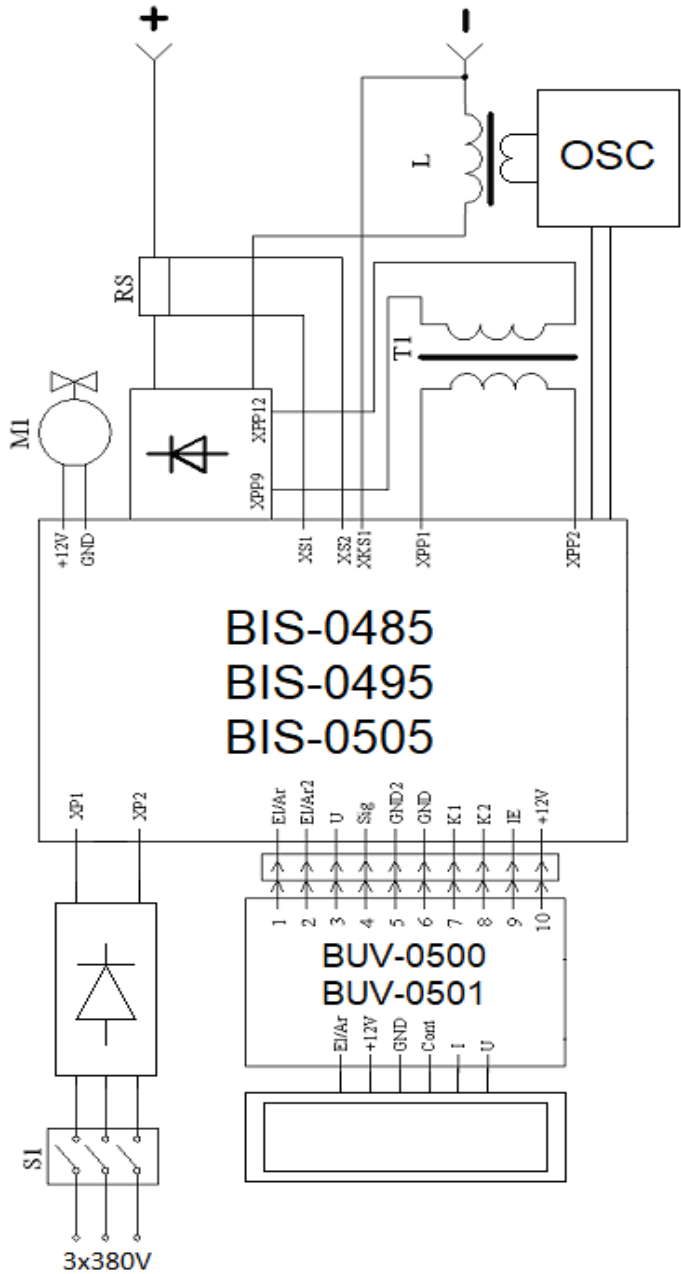 + -
OSC
L
RS
T1
M1
XPP12
XPP9
+12V
GND
XS1
XS2
XKS1
XPP1
XPP2
BIS-0485
BIS-0495
BIS-0505
XP1
XP2
El/Ar
El/Ar2
U
Sig
GND2
GND
K1
K2
IE
+12V
1 2 3 4 5 6 7 8 9 10
BUV-0500
BUV-0501
El/Ar
+12V
GND
Cont
I
U
S1
3x380V